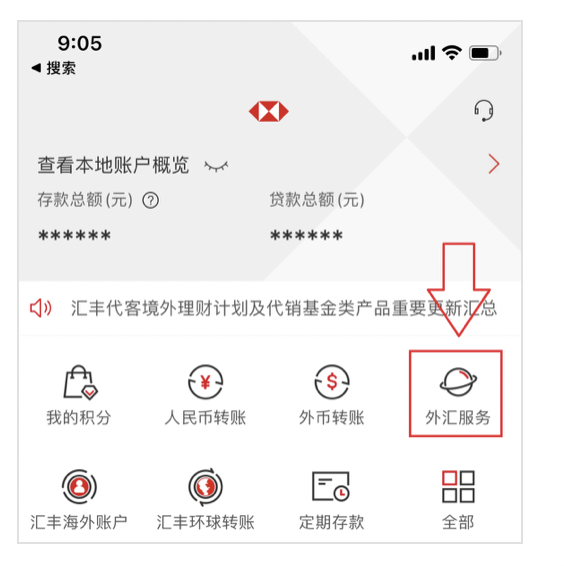 9:05
◀ 搜索
查看本地账户概览
存款总额(元) ?
贷款总额(元)
******
******
汇丰代客境外理财计划及代销基金类产品重要更新汇总
我的积分
人民币转账
外币转账
外汇服务
汇丰海外账户
汇丰环球转账
定期存款
全部